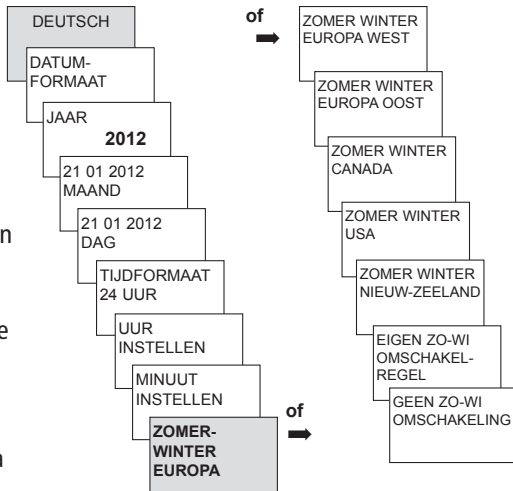 DEUTSCH
DATUM-
FORMAAT
JAAR
2012
21 01 2012
MAAND
21 01 2012
DAG
TIJDFORMAAT
24 UUR
UUR
INSTELLEN
MINUUT
INSTELLEN
ZOMER-
WINTER
EUROPA
of
of
ZOMER WINTER
EUROPA WEST
ZOMER WINTER
EUROPA OOST
ZOMER WINTER
CANADA
ZOMER WINTER
USA
ZOMER WINTER
NIEUW-ZEELAND
EIGEN ZO-WI
OMSCHAKEL-
REGEL
GEEN ZO-WI
OMSCHAKELING
n
e